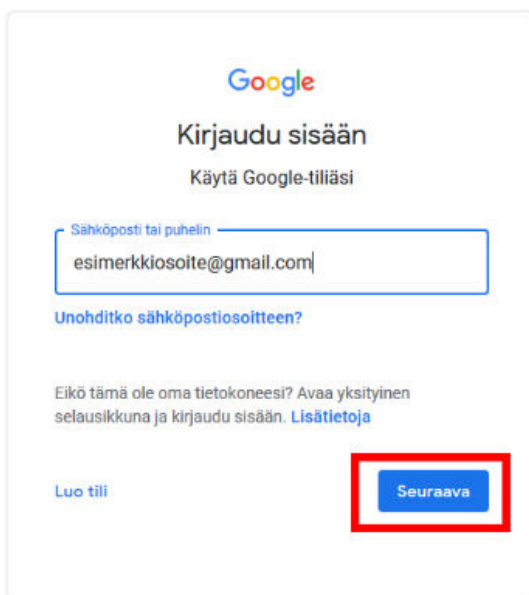 Google
Kirjaudu sisään
Käytä Google-tiliäsi
Sähköposti tai puhelin
esimerkkiosoite@gmail.com
Unohditko sähköpostiosoitteen?
Eikö tämä ole oma tietokoneesi? Avaa yksityinen
selausikkuna ja kirjaudu sisään. Lisätietoja
Luo tili
Seuraava